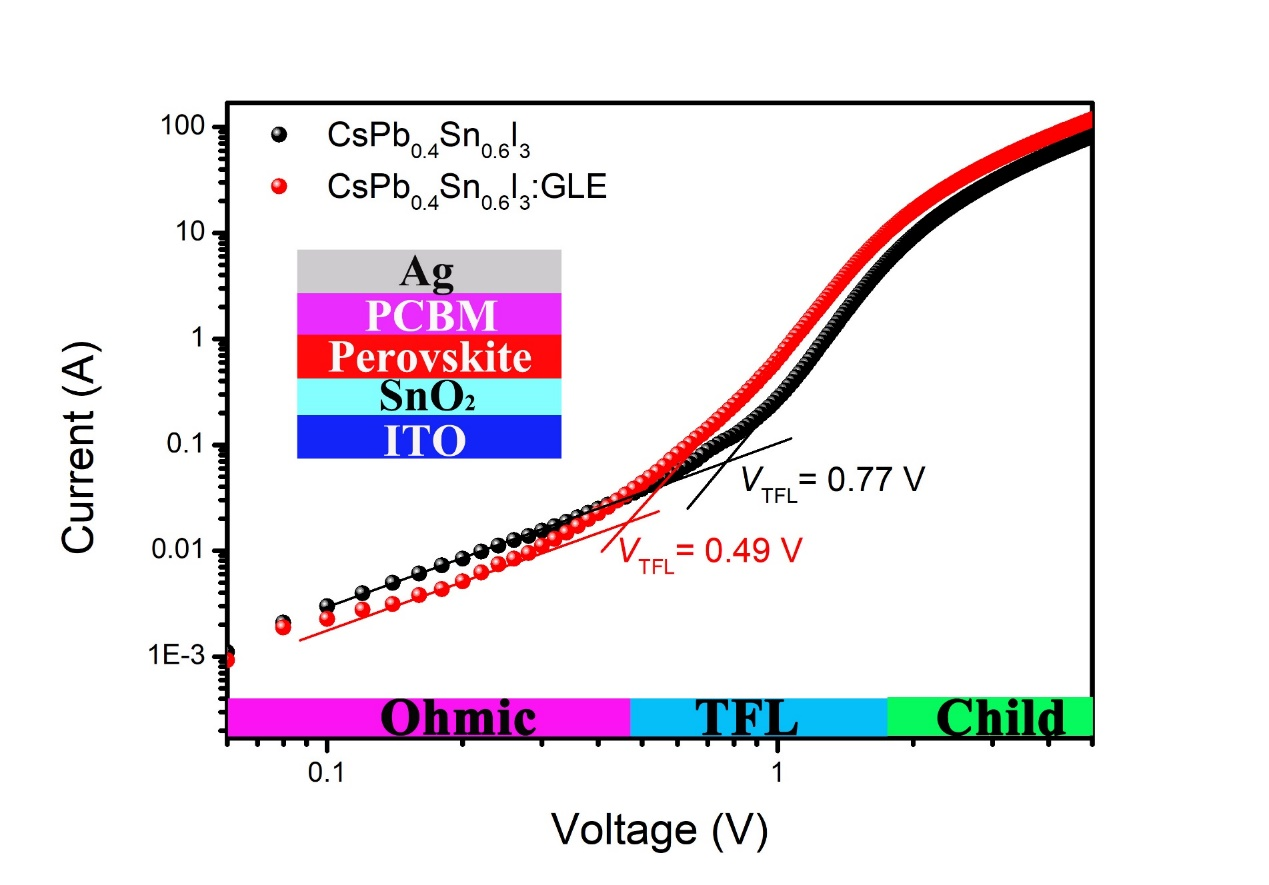 CsPb0.4Sn0.6I3
CsPb0.4Sn0.6I3:GLE
Ag
PCBM
Perovskite
SnO2
ITO
100
10
1
0.1
0.01
1E-3
Current (A)
VTFL= 0.77 V
VTFL= 0.49 V
Ohmic TFL Child
0.1 1
Voltage (V)